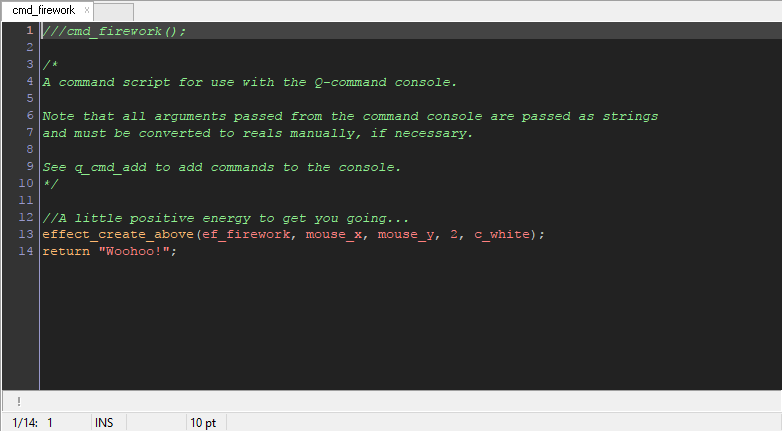 cmd_firework x
1 ///cmd_firework();
2
3 /*
4 A command script for use with the Q-command console.
5
6 Note that all arguments passed from the command console are passed as strings
7 and must be converted to reals manually, if necessary.
8
9 See q_cmd_add to add commands to the console.
10 */
11
12 //A little positive energy to get you going...
13 effect_create_above(ef_firework, mouse_x, mouse_y, 2, c_white);
14 return "Woohoo!";
!
1/14: 1 INS 10 pt